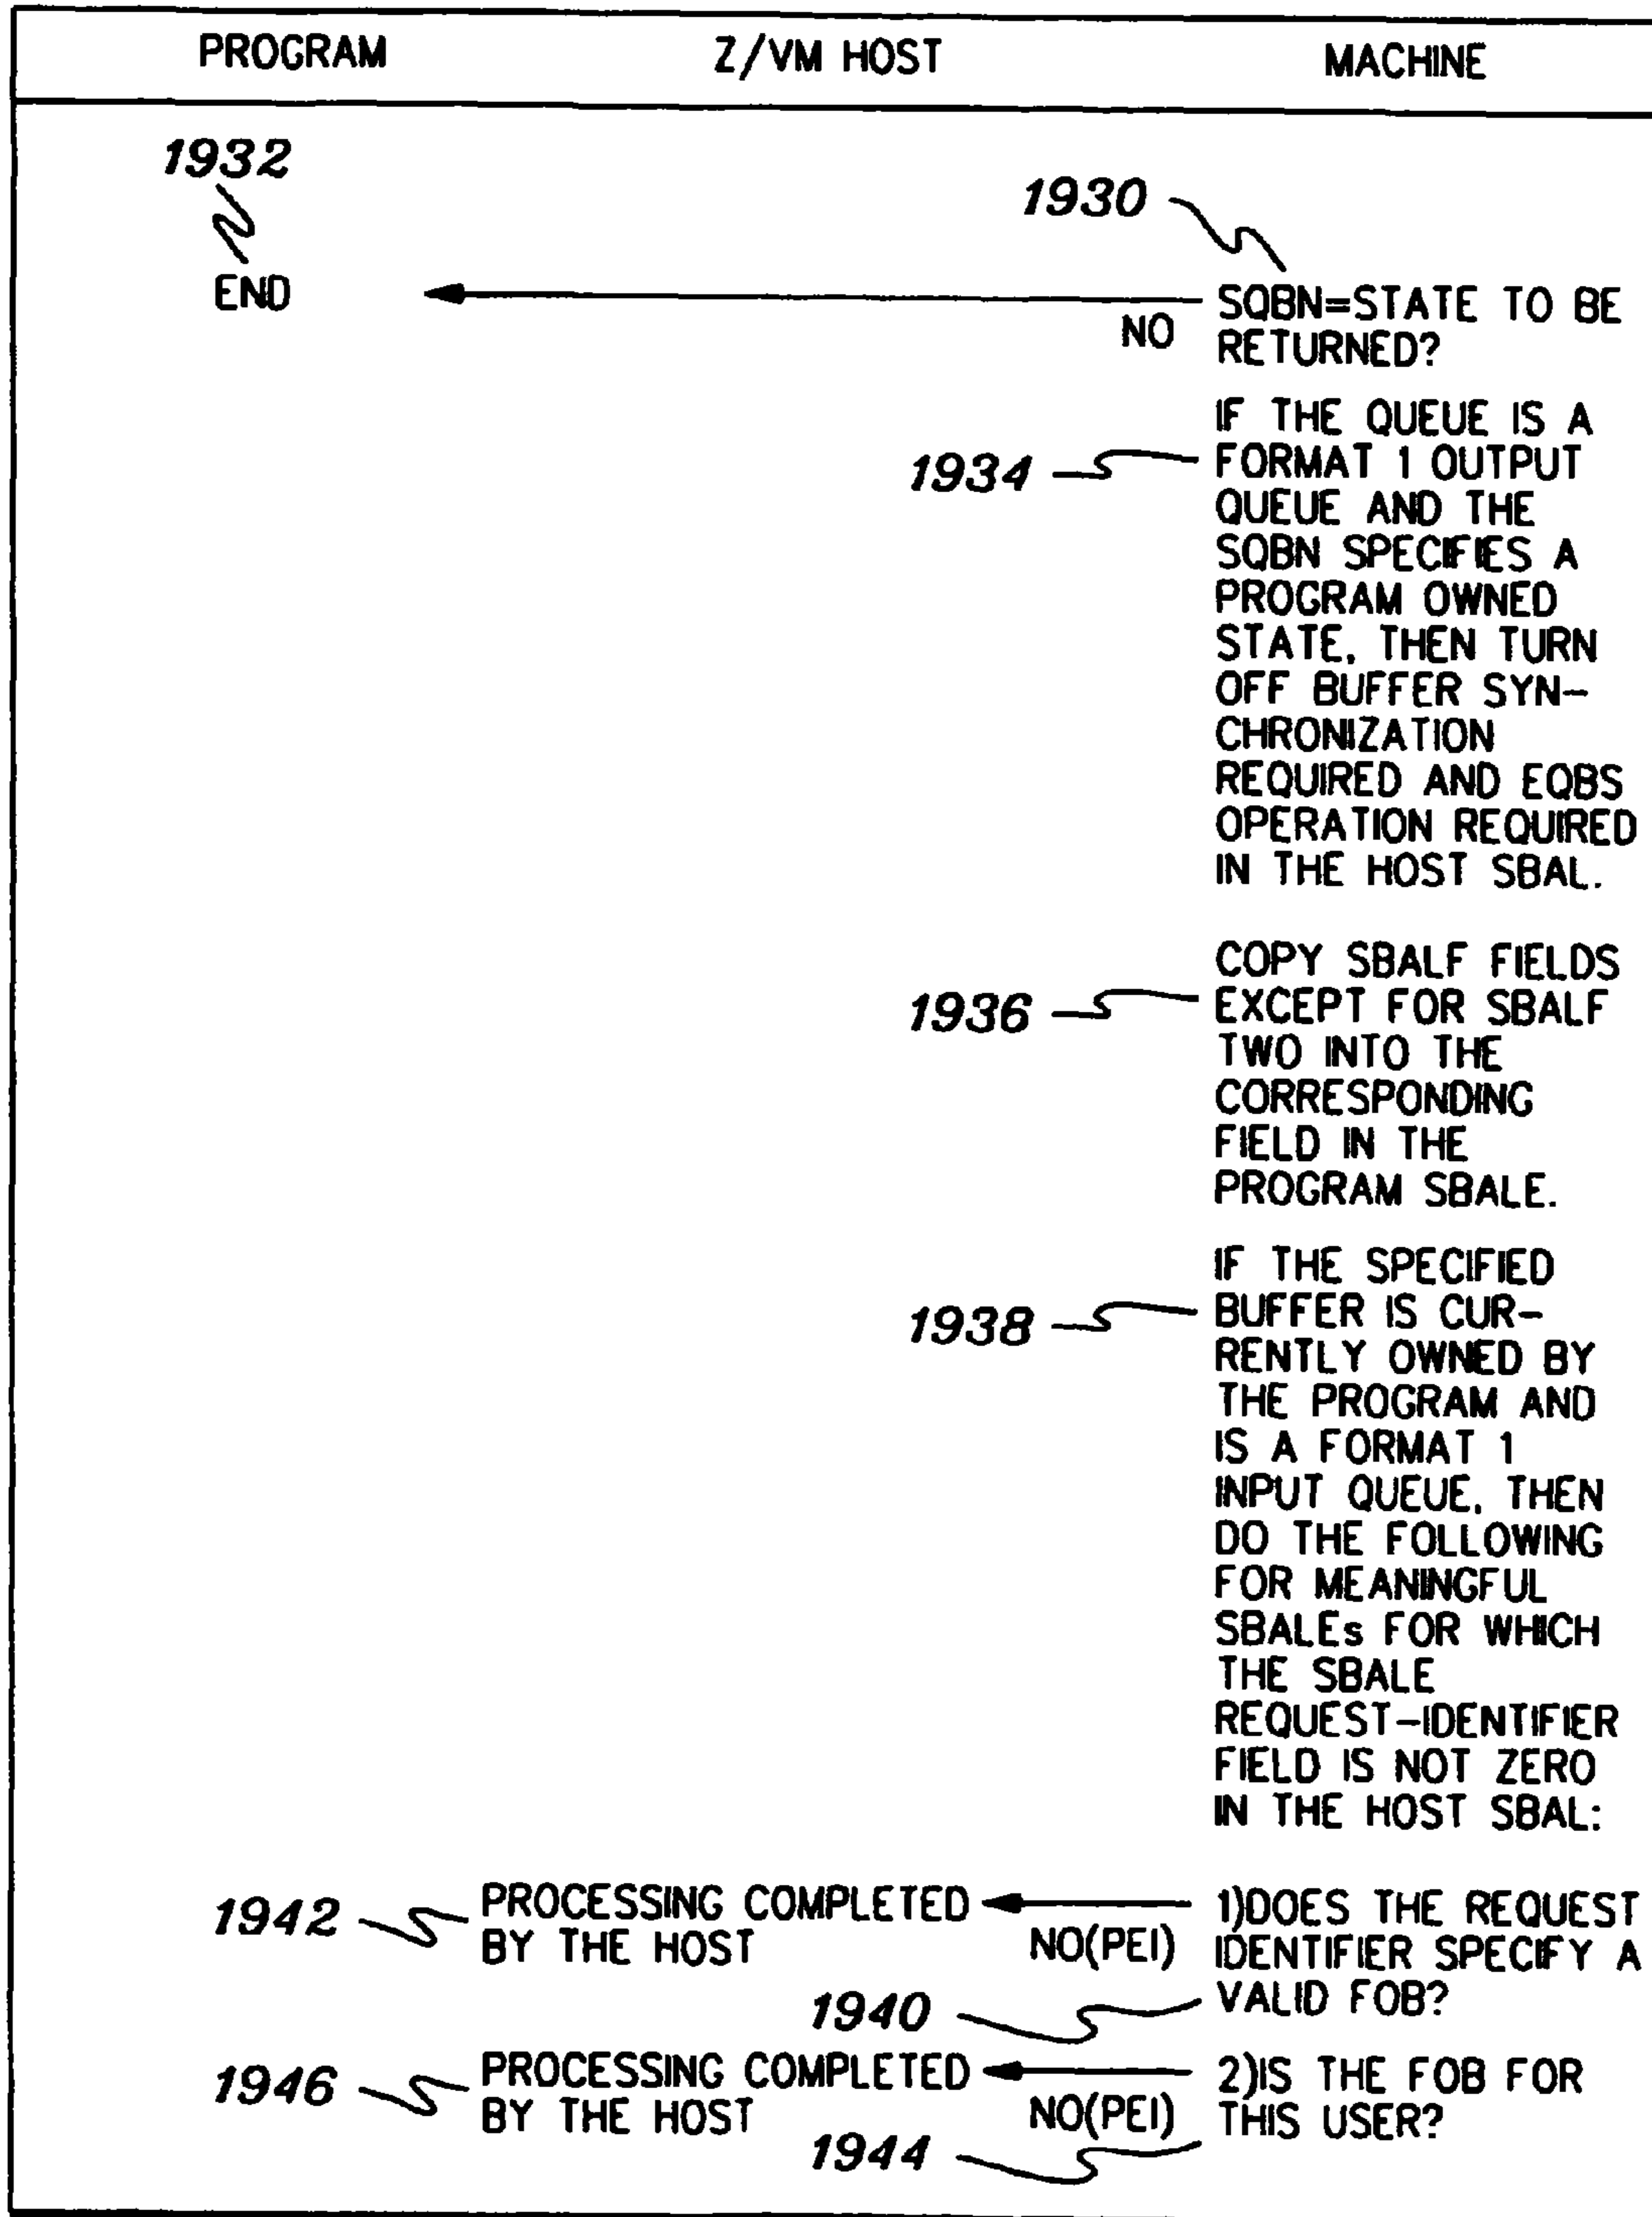 PROGRAM Z/VM HOST MACHINE
1932
1930
END
SQBN=STATE TO BE
NO
RETURNED?
IF THE QUEUE IS A
1934
FORMAT 1 OUTPUT
QUEUE AND THE
SQBN SPECIFIES A
PROGRAM OWNED
STATE, THEN TURN
OFF BUFFER SYN-
CHRONIZATION
REQUIRED AND EQBS
OPERATION REQUIRED
IN THE HOST SBAL.
COPY SBALF FIELDS
1936
EXCEPT FOR SBALF
TWO INTO THE
CORRESPONDING
FIELD IN THE
PROGRAM SBALE.
IF THE SPECIFIED
1938
BUFFER IS CUR-
RENTLY OWNED BY
THE PROGRAM AND
IS A FORMAT 1
INPUT QUEUE, THEN
DO THE FOLLOWING
FOR MEANINGFUL
SBALEs FOR WHICH
THE SBALE
REQUEST-IDENTIFIER
FIELD IS NOT ZERO
IN THE HOST SBAL:
1942
PROCESSING COMPLETED
BY THE HOST
NO(PEI)
1)DOES THE REQUEST
IDENTIFIER SPECIFY A
VALID FOB?
1940
1946
PROCESSING COMPLETED
BY THE HOST
NO(PEI)
2)IS THE FOB FOR
THIS USER?
1944